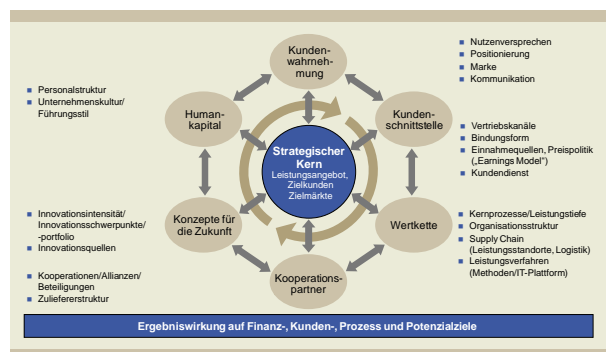 Kunden-
wahrneh-
mung
Nutzenversprechen
Positionierung
Marke
Kommunikation
Personalstruktur
Unternehmenskultur/
Führungsstil
Human-
kapital
Kunden-
schnittstelle
Vertriebskanäle
Bindungsform
Einnahmequellen, Preispolitik
(„Earnings Model")
Kundendienst
Strategischer
Kern
Leistungsangebot,
Zielkunden
Zielmärkte
Innovationsintensität/
Innovationsschwerpunkte/
-portfolio
Innovationsquellen
Konzepte für
die Zukunft
Wertkette
Kernprozesse/Leistungstiefe
Organisationsstruktur
Supply Chain
(Leistungsstandorte, Logistik)
Leistungsverfahren
(Methoden/IT-Plattform)
Kooperationen/Allianzen/
Beteiligungen
Zuliefererstruktur
Kooperations-
partner
Ergebniswirkung auf Finanz-, Kunden-, Prozess und Potenzialziele